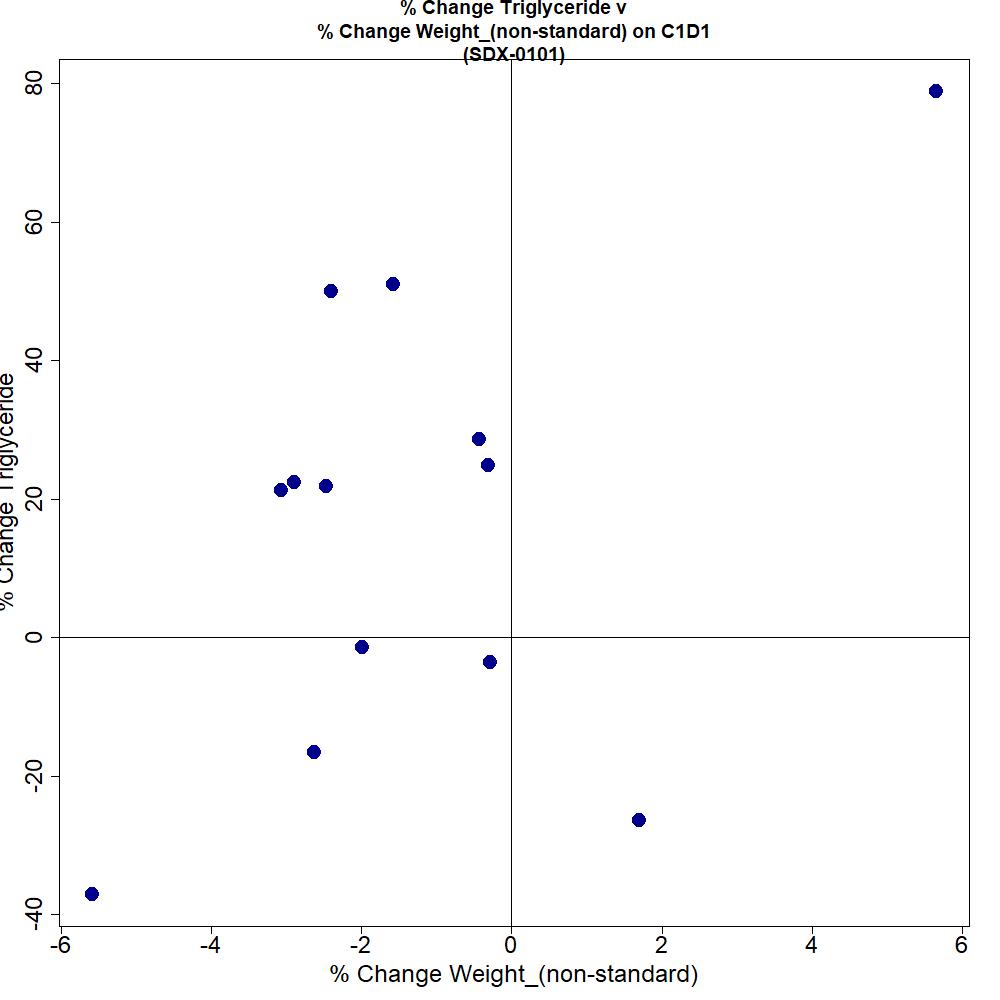 % Change Triglyceride v
% Change Weight_(non-standard) on C1D1
(SDX-0101)
80
60
40
20
0
-20
-40
% Change Triglyceride
-6
-4
-2
0
2
4
6
% Change Weight_(non-standard)